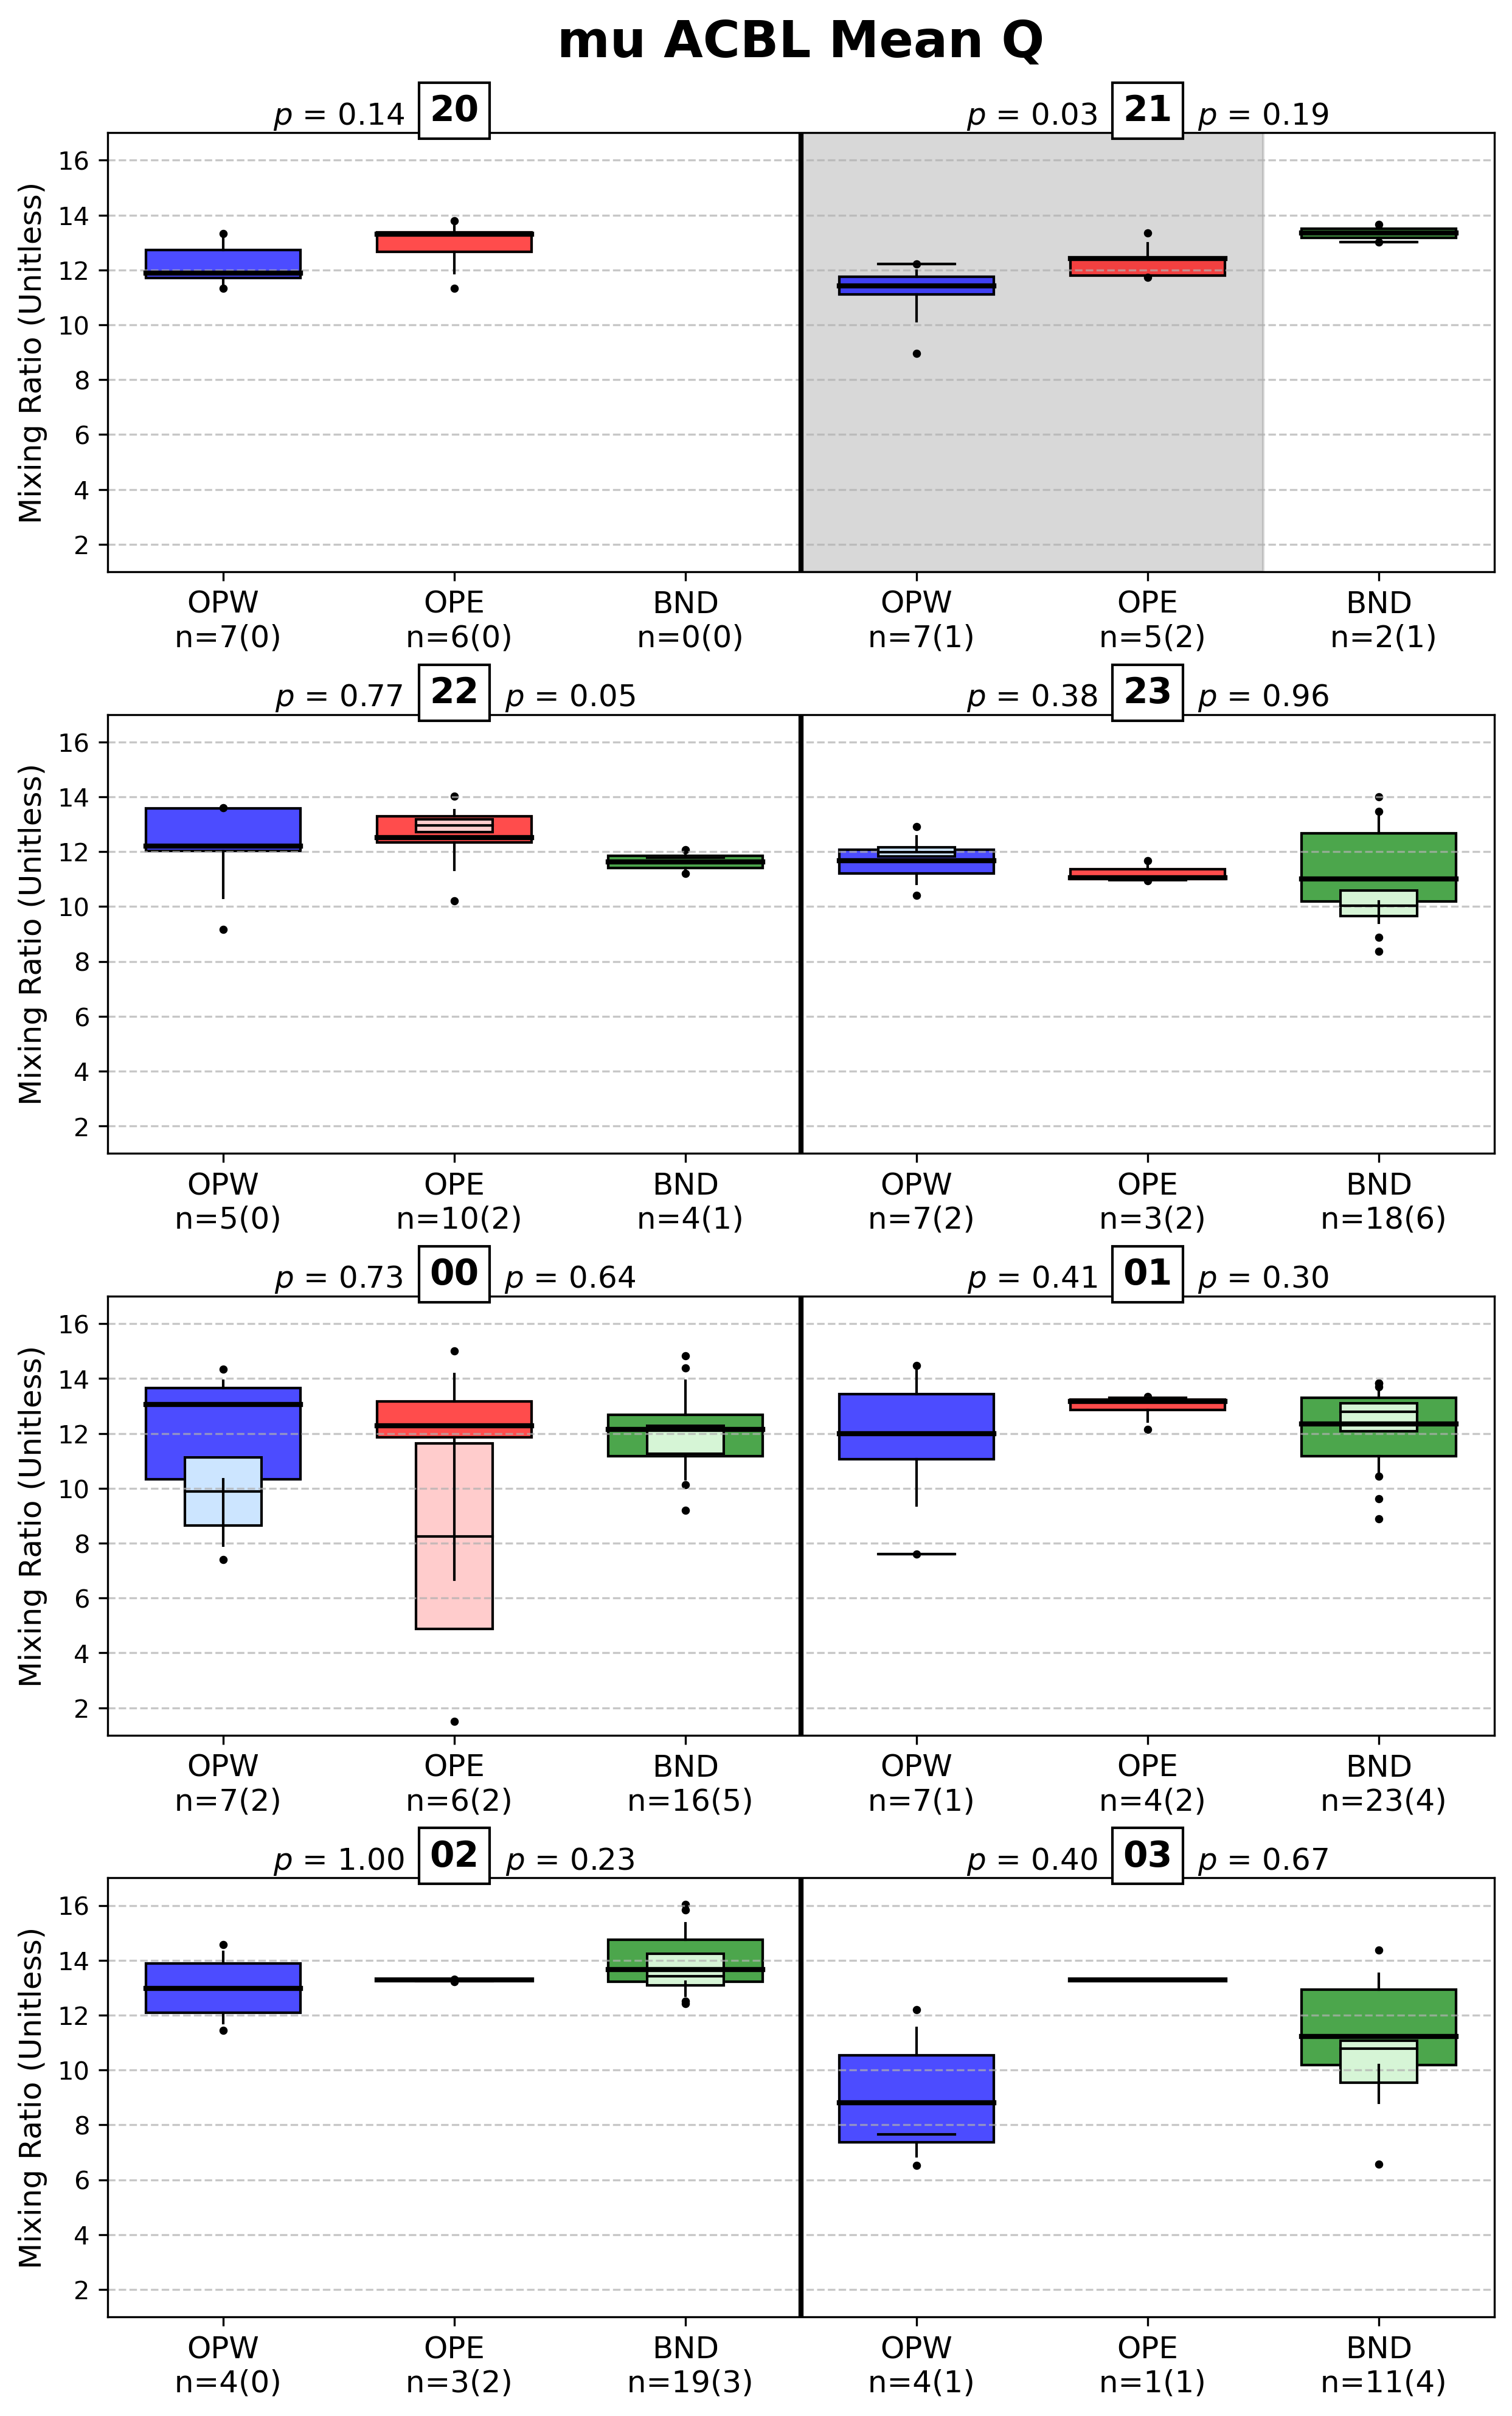 mu ACBL Mean Q
p = 0.14 20
p = 0.03 21 p = 0.19
Mixing Ratio (Unitless)
16
14
12
10
8
6
4
2
OPW OPE BND OPW OPE BND
n=7(0) n=6(0) n=0(0) n=7(1) n=5(2) n=2(1)
p = 0.77 22 p = 0.05
p = 0.38 23 p = 0.96
Mixing Ratio (Unitless)
16
14
12
10
8
6
4
2
OPW OPE BND OPW OPE BND
n=5(0) n=10(2) n=4(1) n=7(2) n=3(2) n=18(6)
p = 0.73 00 p = 0.64
p = 0.41 01 p = 0.30
Mixing Ratio (Unitless)
16
14
12
10
8
6
4
2
OPW OPE BND OPW OPE BND
n=7(2) n=6(2) n=16(5) n=7(1) n=4(2) n=23(4)
p = 1.00 02 p = 0.23
p = 0.40 03 p = 0.67
Mixing Ratio (Unitless)
16
14
12
10
8
6
4
2
OPW OPE BND OPW OPE BND
n=4(0) n=3(2) n=19(3) n=4(1) n=1(1) n=11(4)